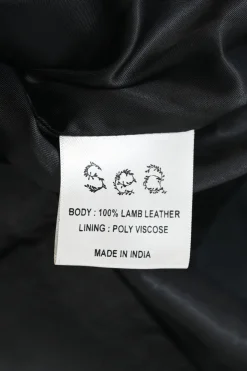 sea
BODY : 100% LAMB LEATHER
LINING : POLY VISCOSE
MADE IN INDIA